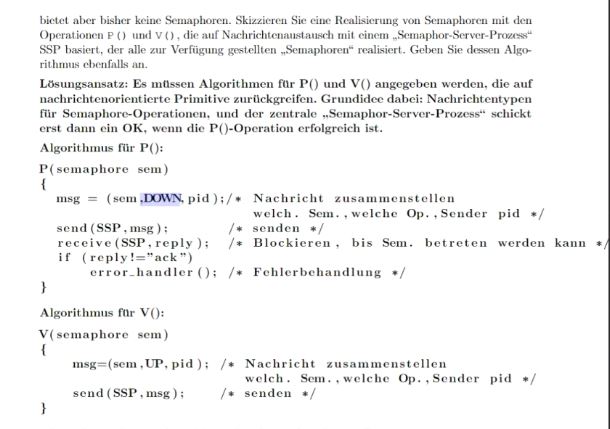 bietet aber bisher keine Semaphoren. Skizzieren Sie eine Realisierung von Semaphoren mit den
Operationen P() und V(), die auf Nachrichtenaustausch mit einem „Semaphor-Server-Prozess“
SSP basiert, der alle zur Verfügung gestellten „Semaphoren“ realisiert. Geben Sie dessen Algo-
rithmus ebenfalls an.
Lösungsansatz: Es müssen Algorithmen für P() und V() angegeben werden, die auf
nachrichtenorientierte Primitive zurückgreifen. Grundidee dabei: Nachrichtentypen
für Semaphore-Operationen, und der zentrale „Semaphor-Server-Prozess“ schickt
erst dann ein OK, wenn die P()-Operation erfolgreich ist.
Algorithmus für P():
P(semaphore sem)
{
msg = (sem,DOWN,pid);/* Nachricht zusammenstellen
welch. Sem.,welche Op.,Sender pid */
send(SSP,msg); /* senden */
receive(SSP,reply); /* Blockieren, bis Sem. betreten werden kann */
if (reply!="ack")
error_handler(); /* Fehlerbehandlung */
}
Algorithmus für V():
V(semaphore sem)
{
msg=(sem,UP,pid); /* Nachricht zusammenstellen
welch. Sem.,welche Op.,Sender pid */
send(SSP,msg); /* senden */
}